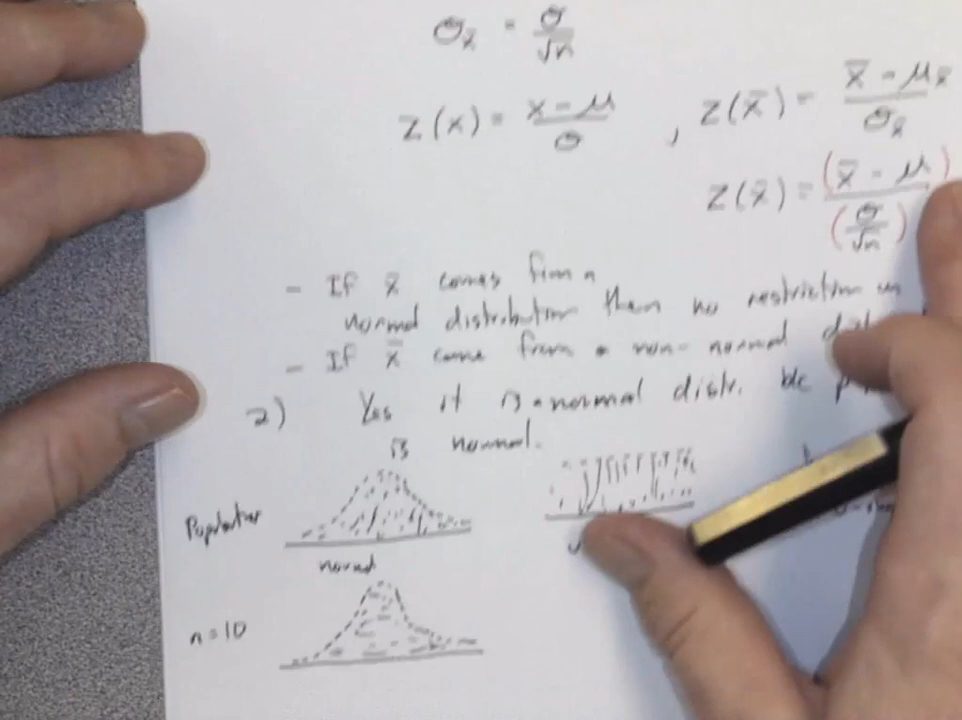 σx̄ = σ/√n
Z(x) = (x - μ)/σ , Z(x̄) = (x̄ - μx̄)/σx̄
Z(x̄) = (x̄ - μ)/(σ/√n)
- If x̄ comes from a
normal distribution then no restriction on
- If x̄ come from a non-normal
2) Yes it is a normal distr. b/c
is normal.
Population
normal
n = 10